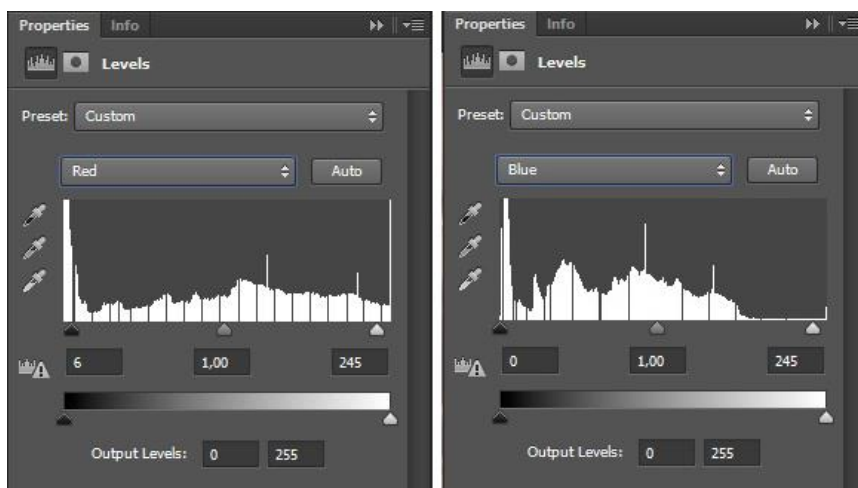 Properties Info
Levels
Preset: Custom
Red Auto
6 1,00 245
Output Levels: 0 255
Properties Info
Levels
Preset: Custom
Blue Auto
0 1,00 245
Output Levels: 0 255